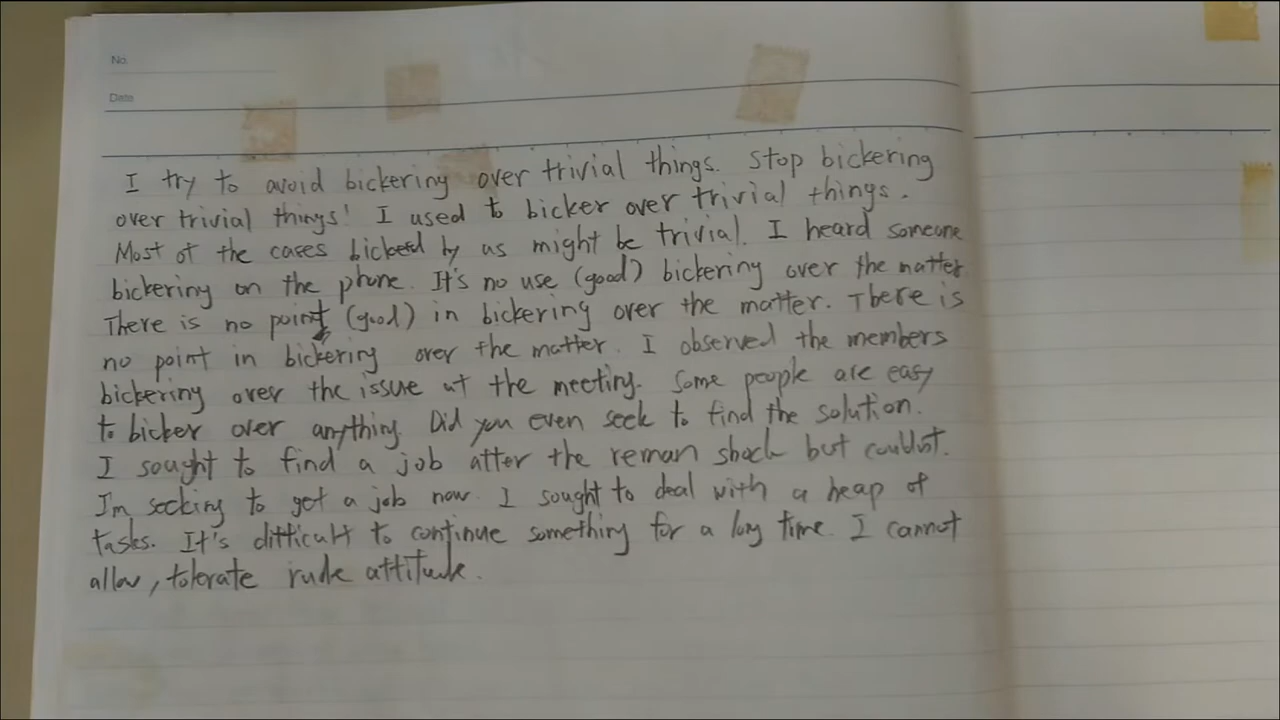 No.
Date
I try to avoid bickering over trivial things. Stop bickering
over trivial things! I used to bicker over trivial things.
Most of the cases bickered by us might be trivial. I heard someone
bickering on the phone. It's no use (good) bickering over the matter.
There is no point (good) in bickering over the matter. There is
no point in bickering over the matter. I observed the members
bickering over the issue at the meeting. Some people are easy
to bicker over anything. Did you even seek to find the solution.
I sought to find a job after the reman shock but couldn't.
I'm seeking to get a job now. I sought to deal with a heap of
tasks. It's difficult to continue something for a long time. I cannot
allow, tolerate rude attitude.